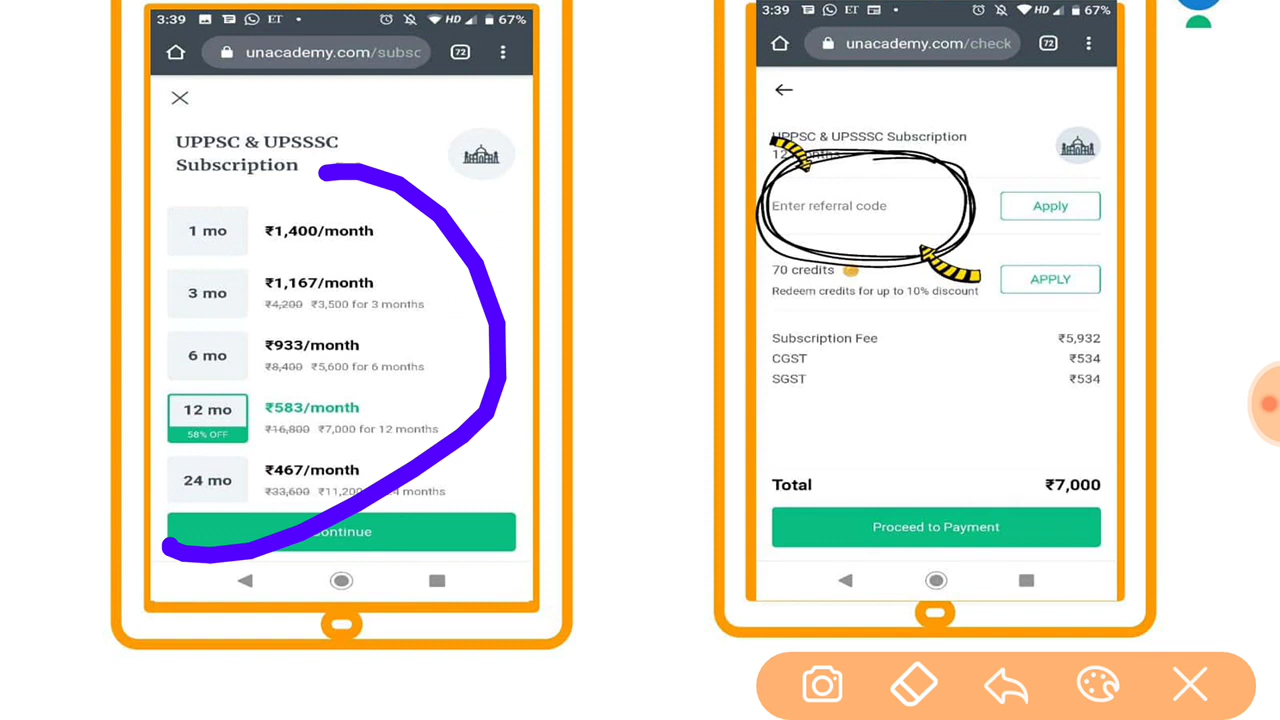 3:39 ET HD 67%
unacademy.com/subsc 72
UPPSC & UPSSSC
Subscription
1 mo ₹1,400/month
3 mo ₹1,167/month
₹4,200 ₹3,500 for 3 months
6 mo ₹933/month
₹8,400 ₹5,600 for 6 months
12 mo ₹583/month
58% OFF ₹16,800 ₹7,000 for 12 months
24 mo ₹467/month
₹33,600 ₹11,200 4 months
Continue
3:39 ET HD 67%
unacademy.com/check 72
UPPSC & UPSSSC Subscription
Enter referral code Apply
70 credits APPLY
Redeem credits for up to 10% discount
Subscription Fee ₹5,932
CGST ₹534
SGST ₹534
Total ₹7,000
Proceed to Payment